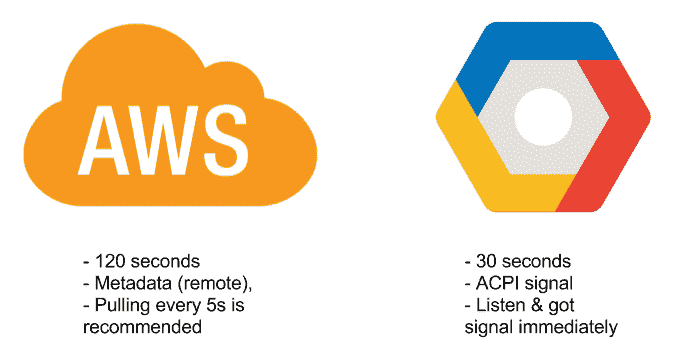 AWS
- 120 seconds
- Metadata (remote),
- Pulling every 5s is
recommended
- 30 seconds
- ACPI signal
- Listen & got
signal immediately